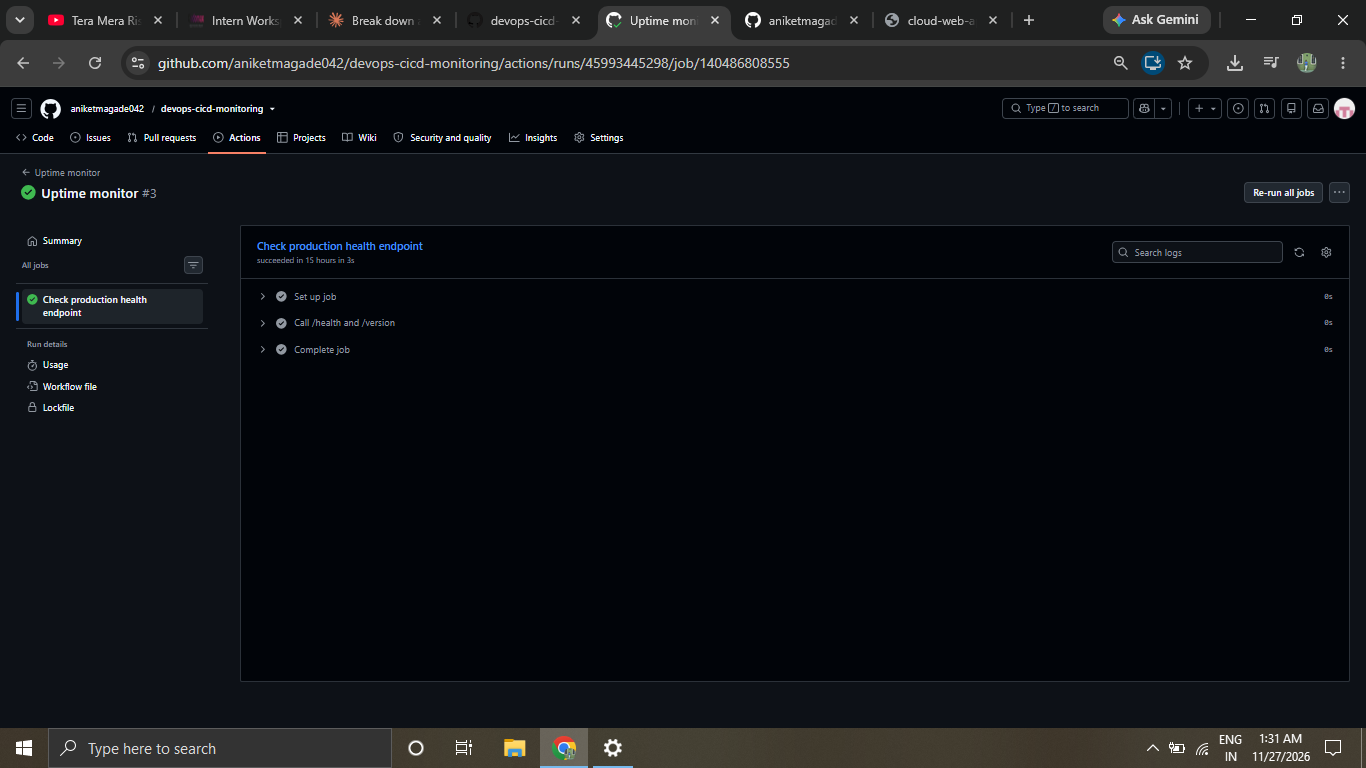 Tera Mera Ris
Intern Works
Break down
devops-cicd-
Uptime moni
aniketmagad
cloud-web-a
Ask Gemini
github.com/aniketmagade042/devops-cicd-monitoring/actions/runs/45993445298/job/140486808555
aniketmagade042 / devops-cicd-monitoring
Type / to search
Code
Issues
Pull requests
Actions
Projects
Wiki
Security and quality
Insights
Settings
Uptime monitor
Uptime monitor #3
Re-run all jobs
Summary
All jobs
Check production health
endpoint
Run details
Usage
Workflow file
Lockfile
Check production health endpoint
succeeded in 15 hours in 3s
Search logs
Set up job 0s
Call /health and /version 0s
Complete job 0s
Type here to search
ENG
IN
1:31 AM
11/27/2026